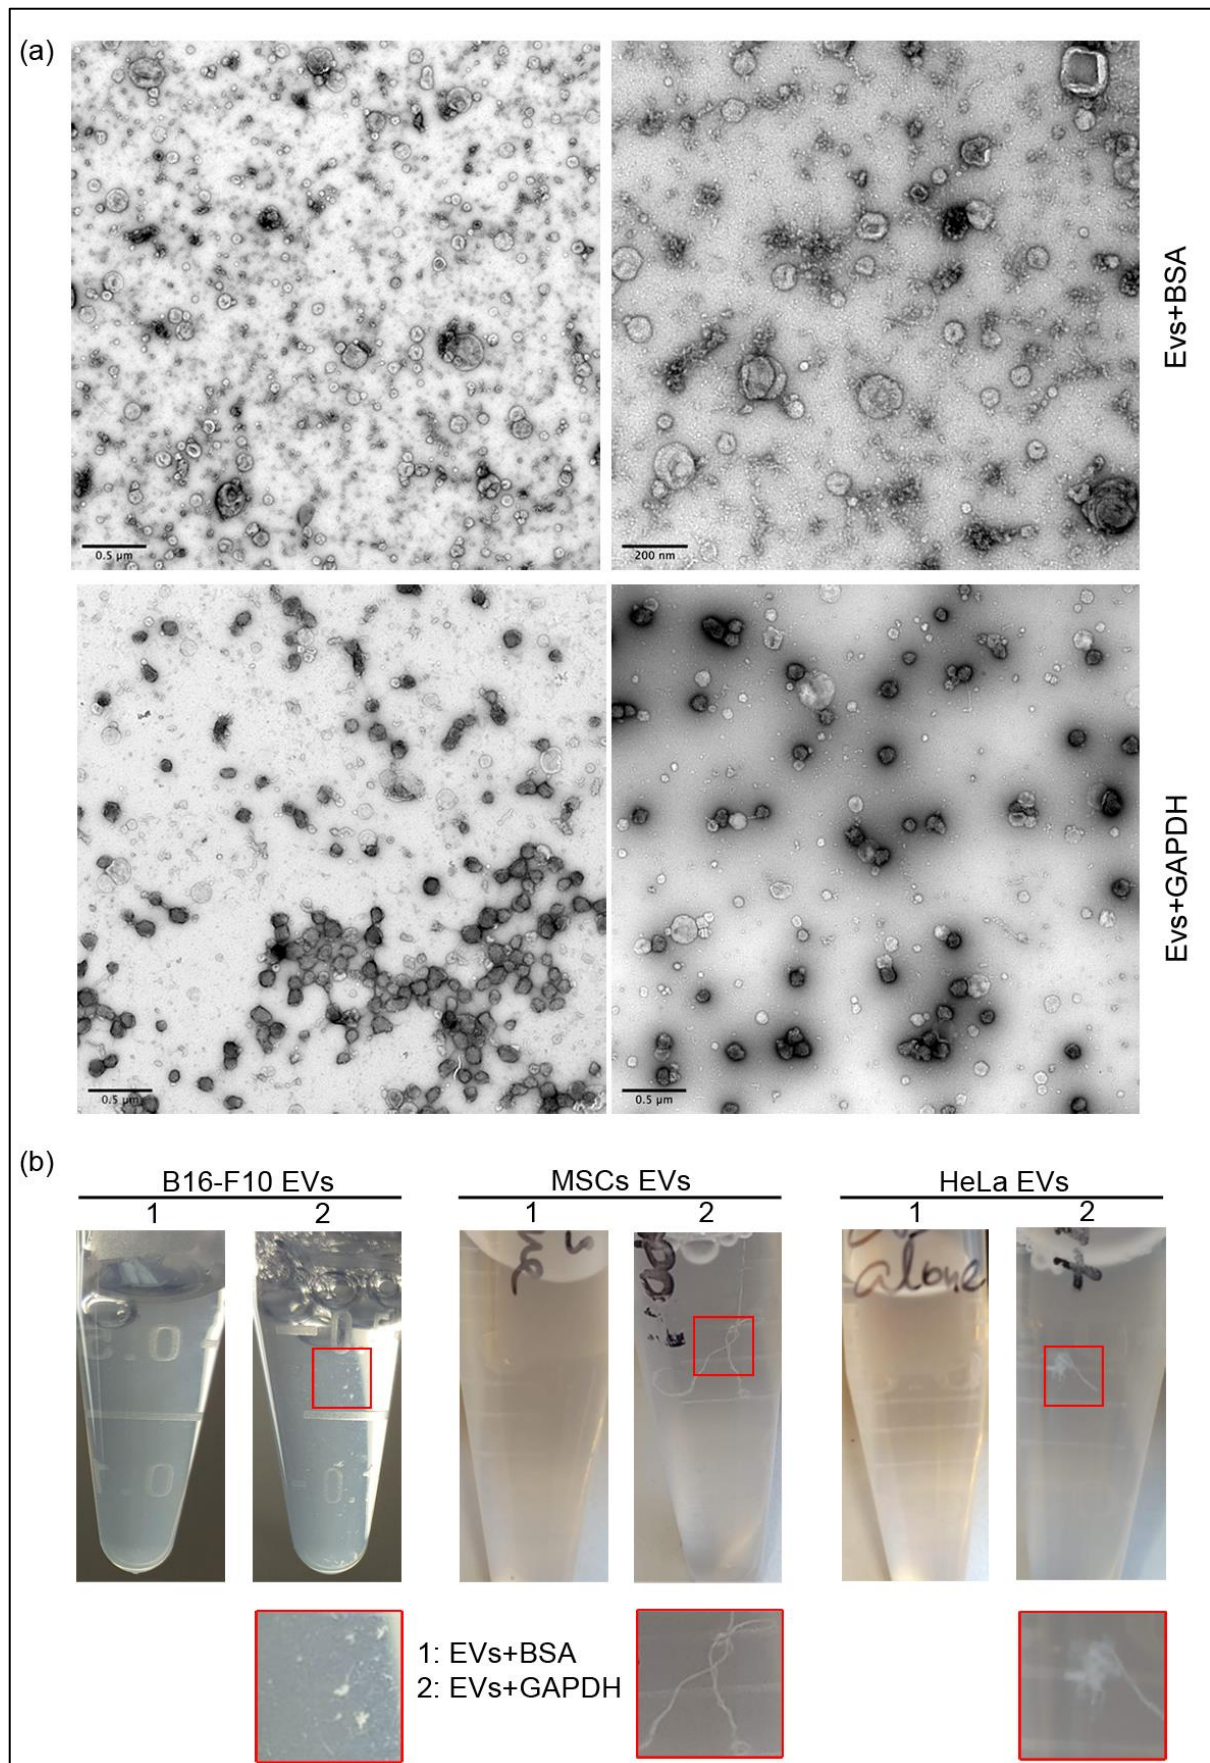 (a)
0.5 µm
200 nm
Evs+BSA
0.5 µm
0.5 µm
Evs+GAPDH
(b)
B16-F10 EVs
MSCs EVs
HeLa EVs
1
2
1
2
1
2
alone
1: EVs+BSA
2: EVs+GAPDH